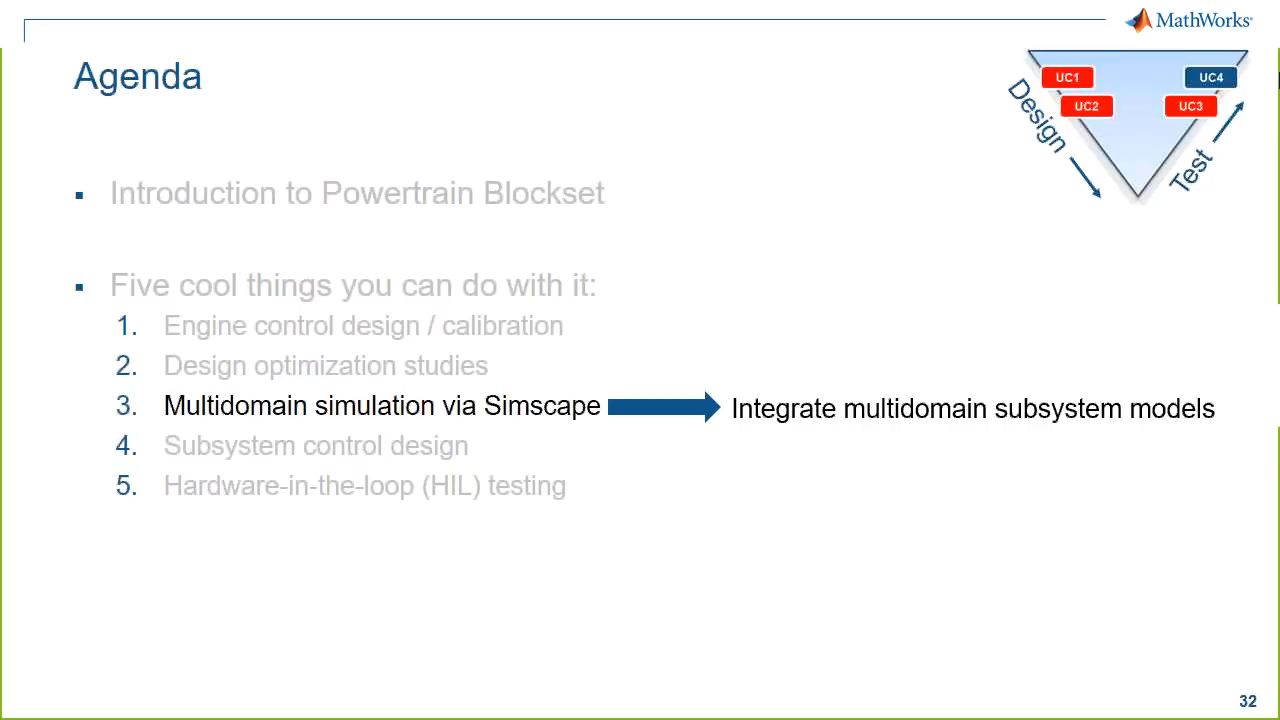 MathWorks®
Agenda
UC1
UC4
UC2
UC3
Design
Test
▪ Introduction to Powertrain Blockset
▪ Five cool things you can do with it:
1. Engine control design / calibration
2. Design optimization studies
3. Multidomain simulation via Simscape
Integrate multidomain subsystem models
4. Subsystem control design
5. Hardware-in-the-loop (HIL) testing
32